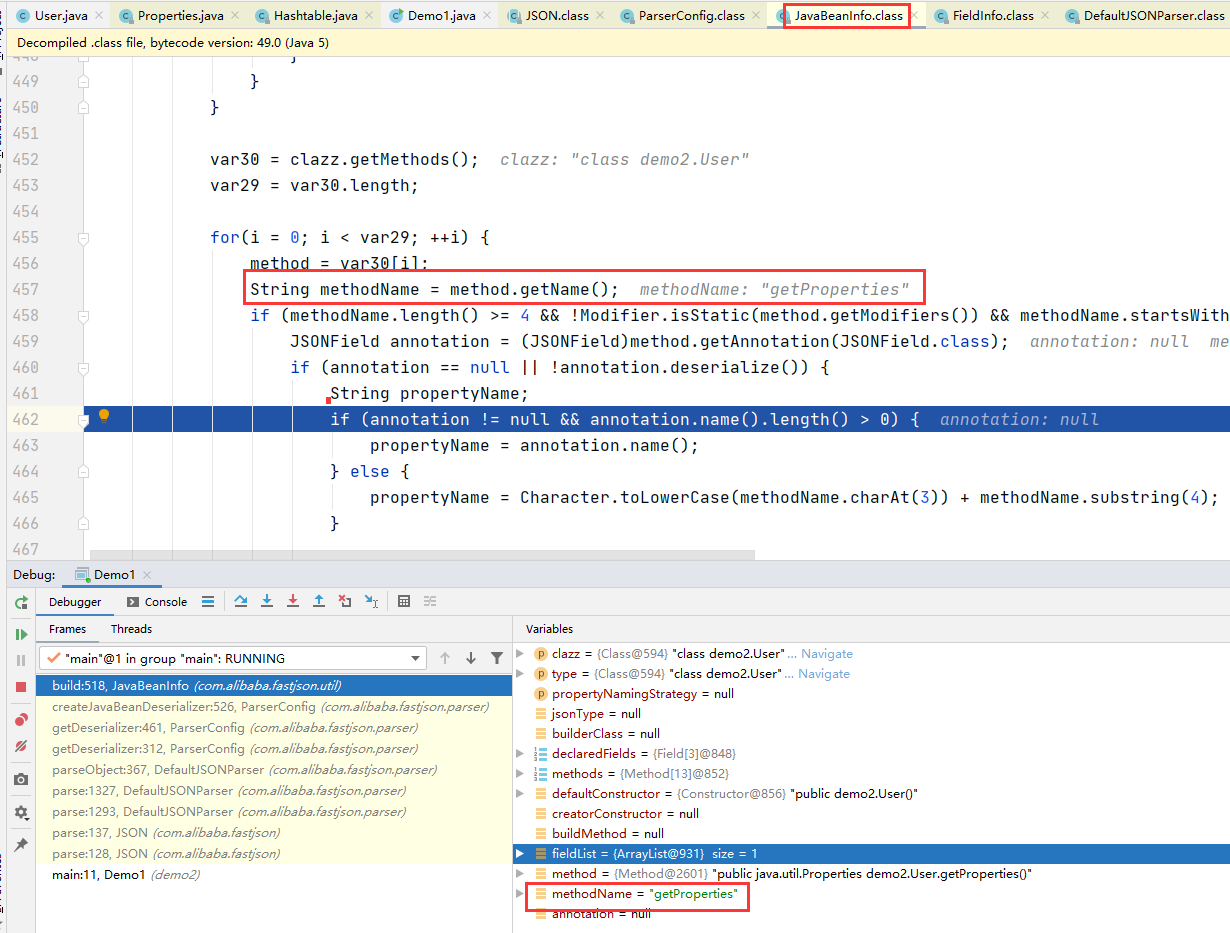 User.java Properties.java Hashtable.java Demo1.java JSON.class ParserConfig.class JavaBeanInfo.class FieldInfo.class DefaultJSONParser.class
Decompiled .class file, bytecode version: 49.0 (Java 5)
448 }
449 }
450 }
451
452 var30 = clazz.getMethods(); clazz: "class demo2.User"
453 var29 = var30.length;
454
455 for(i = 0; i < var29; ++i) {
456 method = var30[i];
457 String methodName = method.getName(); methodName: "getProperties"
458 if (methodName.length() >= 4 && !Modifier.isStatic(method.getModifiers()) && methodName.startsWith
459 JSONField annotation = (JSONField)method.getAnnotation(JSONField.class); annotation: null me
460 if (annotation == null || !annotation.deserialize()) {
461 String propertyName;
462 if (annotation != null && annotation.name().length() > 0) { annotation: null
463 propertyName = annotation.name();
464 } else {
465 propertyName = Character.toLowerCase(methodName.charAt(3)) + methodName.substring(4);
466 }
467
Debug: Demo1
Debugger Console
Frames Threads
"main"@1 in group "main": RUNNING
build:518, JavaBeanInfo (com.alibaba.fastjson.util)
createJavaBeanDeserializer:526, ParserConfig (com.alibaba.fastjson.parser)
getDeserializer:461, ParserConfig (com.alibaba.fastjson.parser)
getDeserializer:312, ParserConfig (com.alibaba.fastjson.parser)
parseObject:367, DefaultJSONParser (com.alibaba.fastjson.parser)
parse:1327, DefaultJSONParser (com.alibaba.fastjson.parser)
parse:1293, DefaultJSONParser (com.alibaba.fastjson.parser)
parse:137, JSON (com.alibaba.fastjson)
parse:128, JSON (com.alibaba.fastjson)
main:11, Demo1 (demo2)
Variables
clazz = {Class@594} "class demo2.User"... Navigate
type = {Class@594} "class demo2.User"... Navigate
propertyNamingStrategy = null
jsonType = null
builderClass = null
declaredFields = {Field[3]@848}
methods = {Method[13]@852}
defaultConstructor = {Constructor@856} "public demo2.User()"
creatorConstructor = null
buildMethod = null
fieldList = {ArrayList@931} size = 1
method = {Method@2601} "public java.util.Properties demo2.User.getProperties()"
methodName = "getProperties"
annotation = null